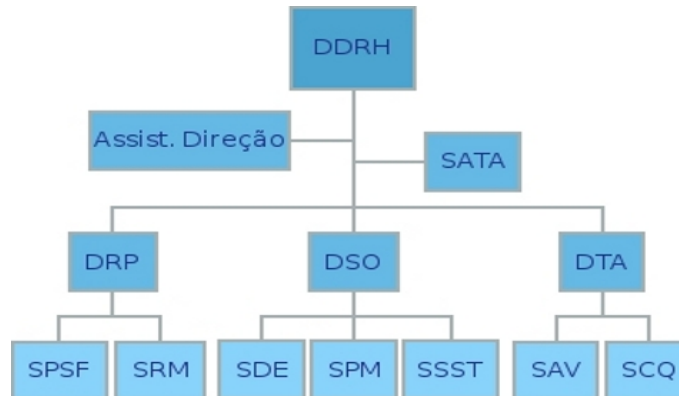 DDRH
Assist. Direção
SATA
DRP
DSO
DTA
SPSF
SRM
SDE
SPM
SSST
SAV
SCQ